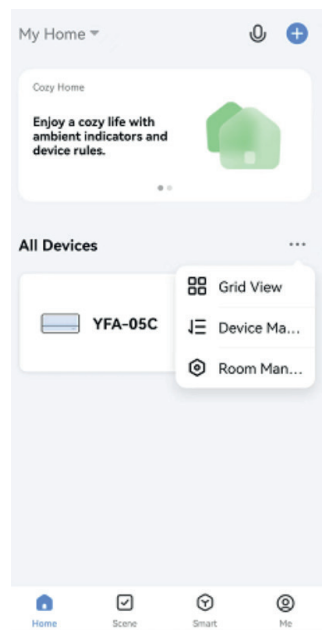 My Home
Cozy Home
Enjoy a cozy life with
ambient indicators and
device rules.
All Devices
Grid View
YFA-05C
Device Ma...
Room Man...
Home Scene Smart Me